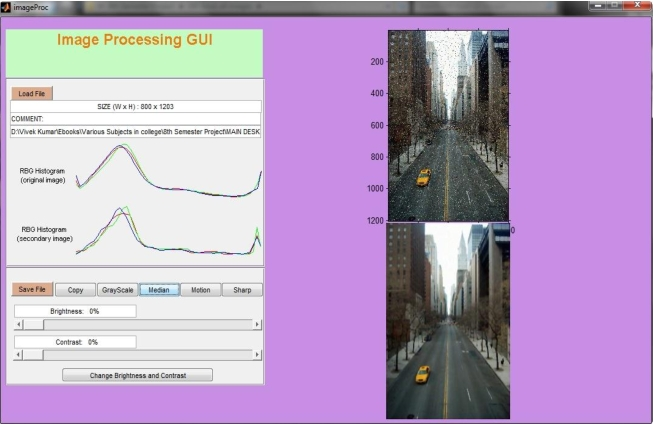 imageProc
Image Processing GUI
Load File
SIZE (W x H) : 800 x 1203
COMMENT:
D:\Vivek Kumar\Ebooks\Various Subjects in college\8th Semester Project\MAIN DESK
RBG Histogram
(original image)
RBG Histogram
(secondary image)
Save File
Copy
GrayScale
Median
Motion
Sharp
Brightness: 0%
Contrast: 0%
Change Brightness and Contrast
200
400
600
800
1000
1200
0